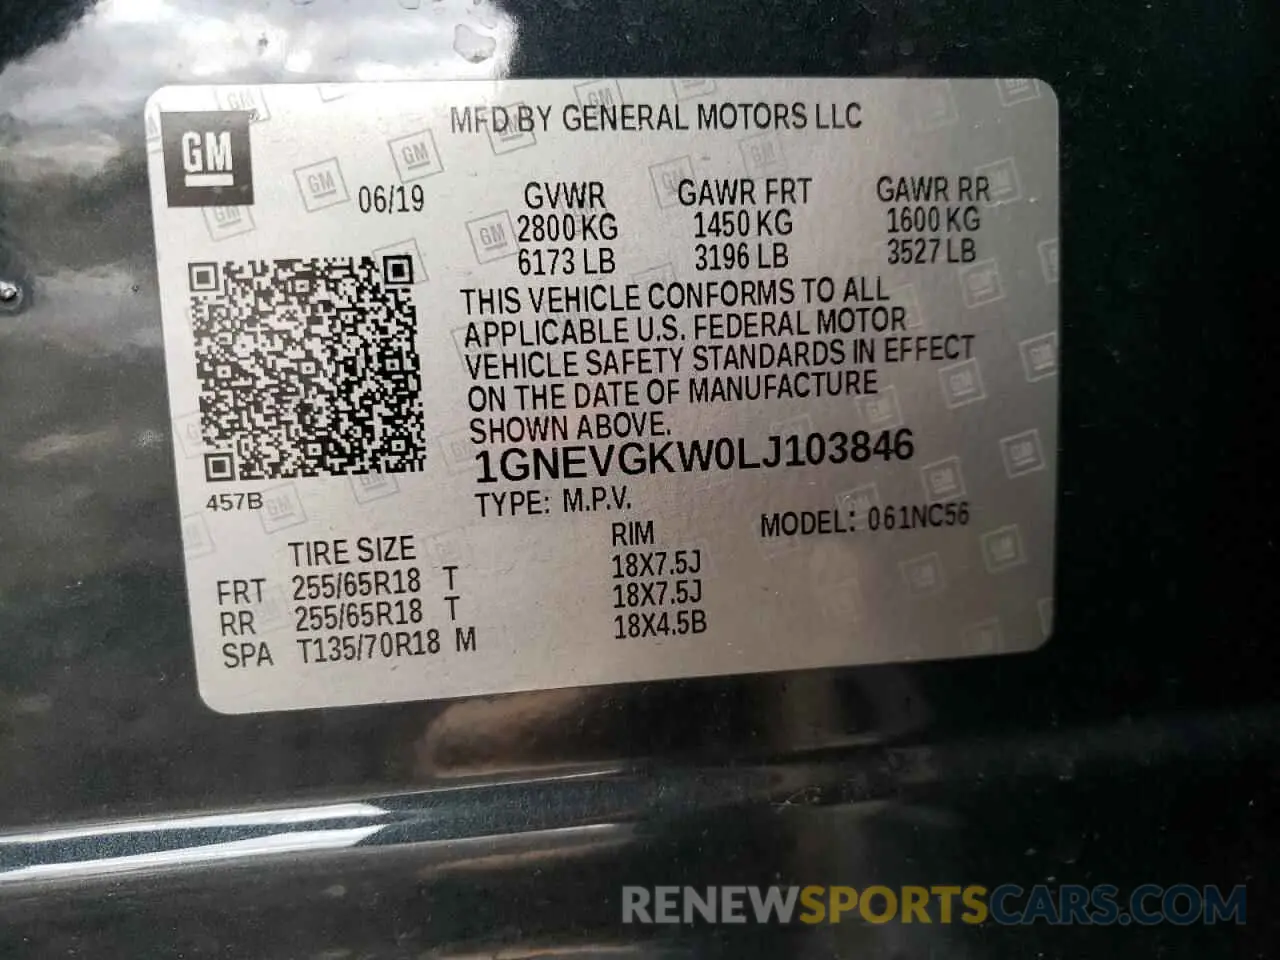 GM
MFD BY GENERAL MOTORS LLC
06/19
GVWR GAWR FRT GAWR RR
2800 KG 1450 KG 1600 KG
6173 LB 3196 LB 3527 LB
THIS VEHICLE CONFORMS TO ALL
APPLICABLE U.S. FEDERAL MOTOR
VEHICLE SAFETY STANDARDS IN EFFECT
ON THE DATE OF MANUFACTURE
SHOWN ABOVE.
1GNEVGKW0LJ103846
457B
TYPE: M.P.V.
MODEL: 061NC56
TIRE SIZE RIM
FRT 255/65R18 T 18X7.5J
RR 255/65R18 T 18X7.5J
SPA T135/70R18 M 18X4.5B
RENEWSPORTSCARS.COM